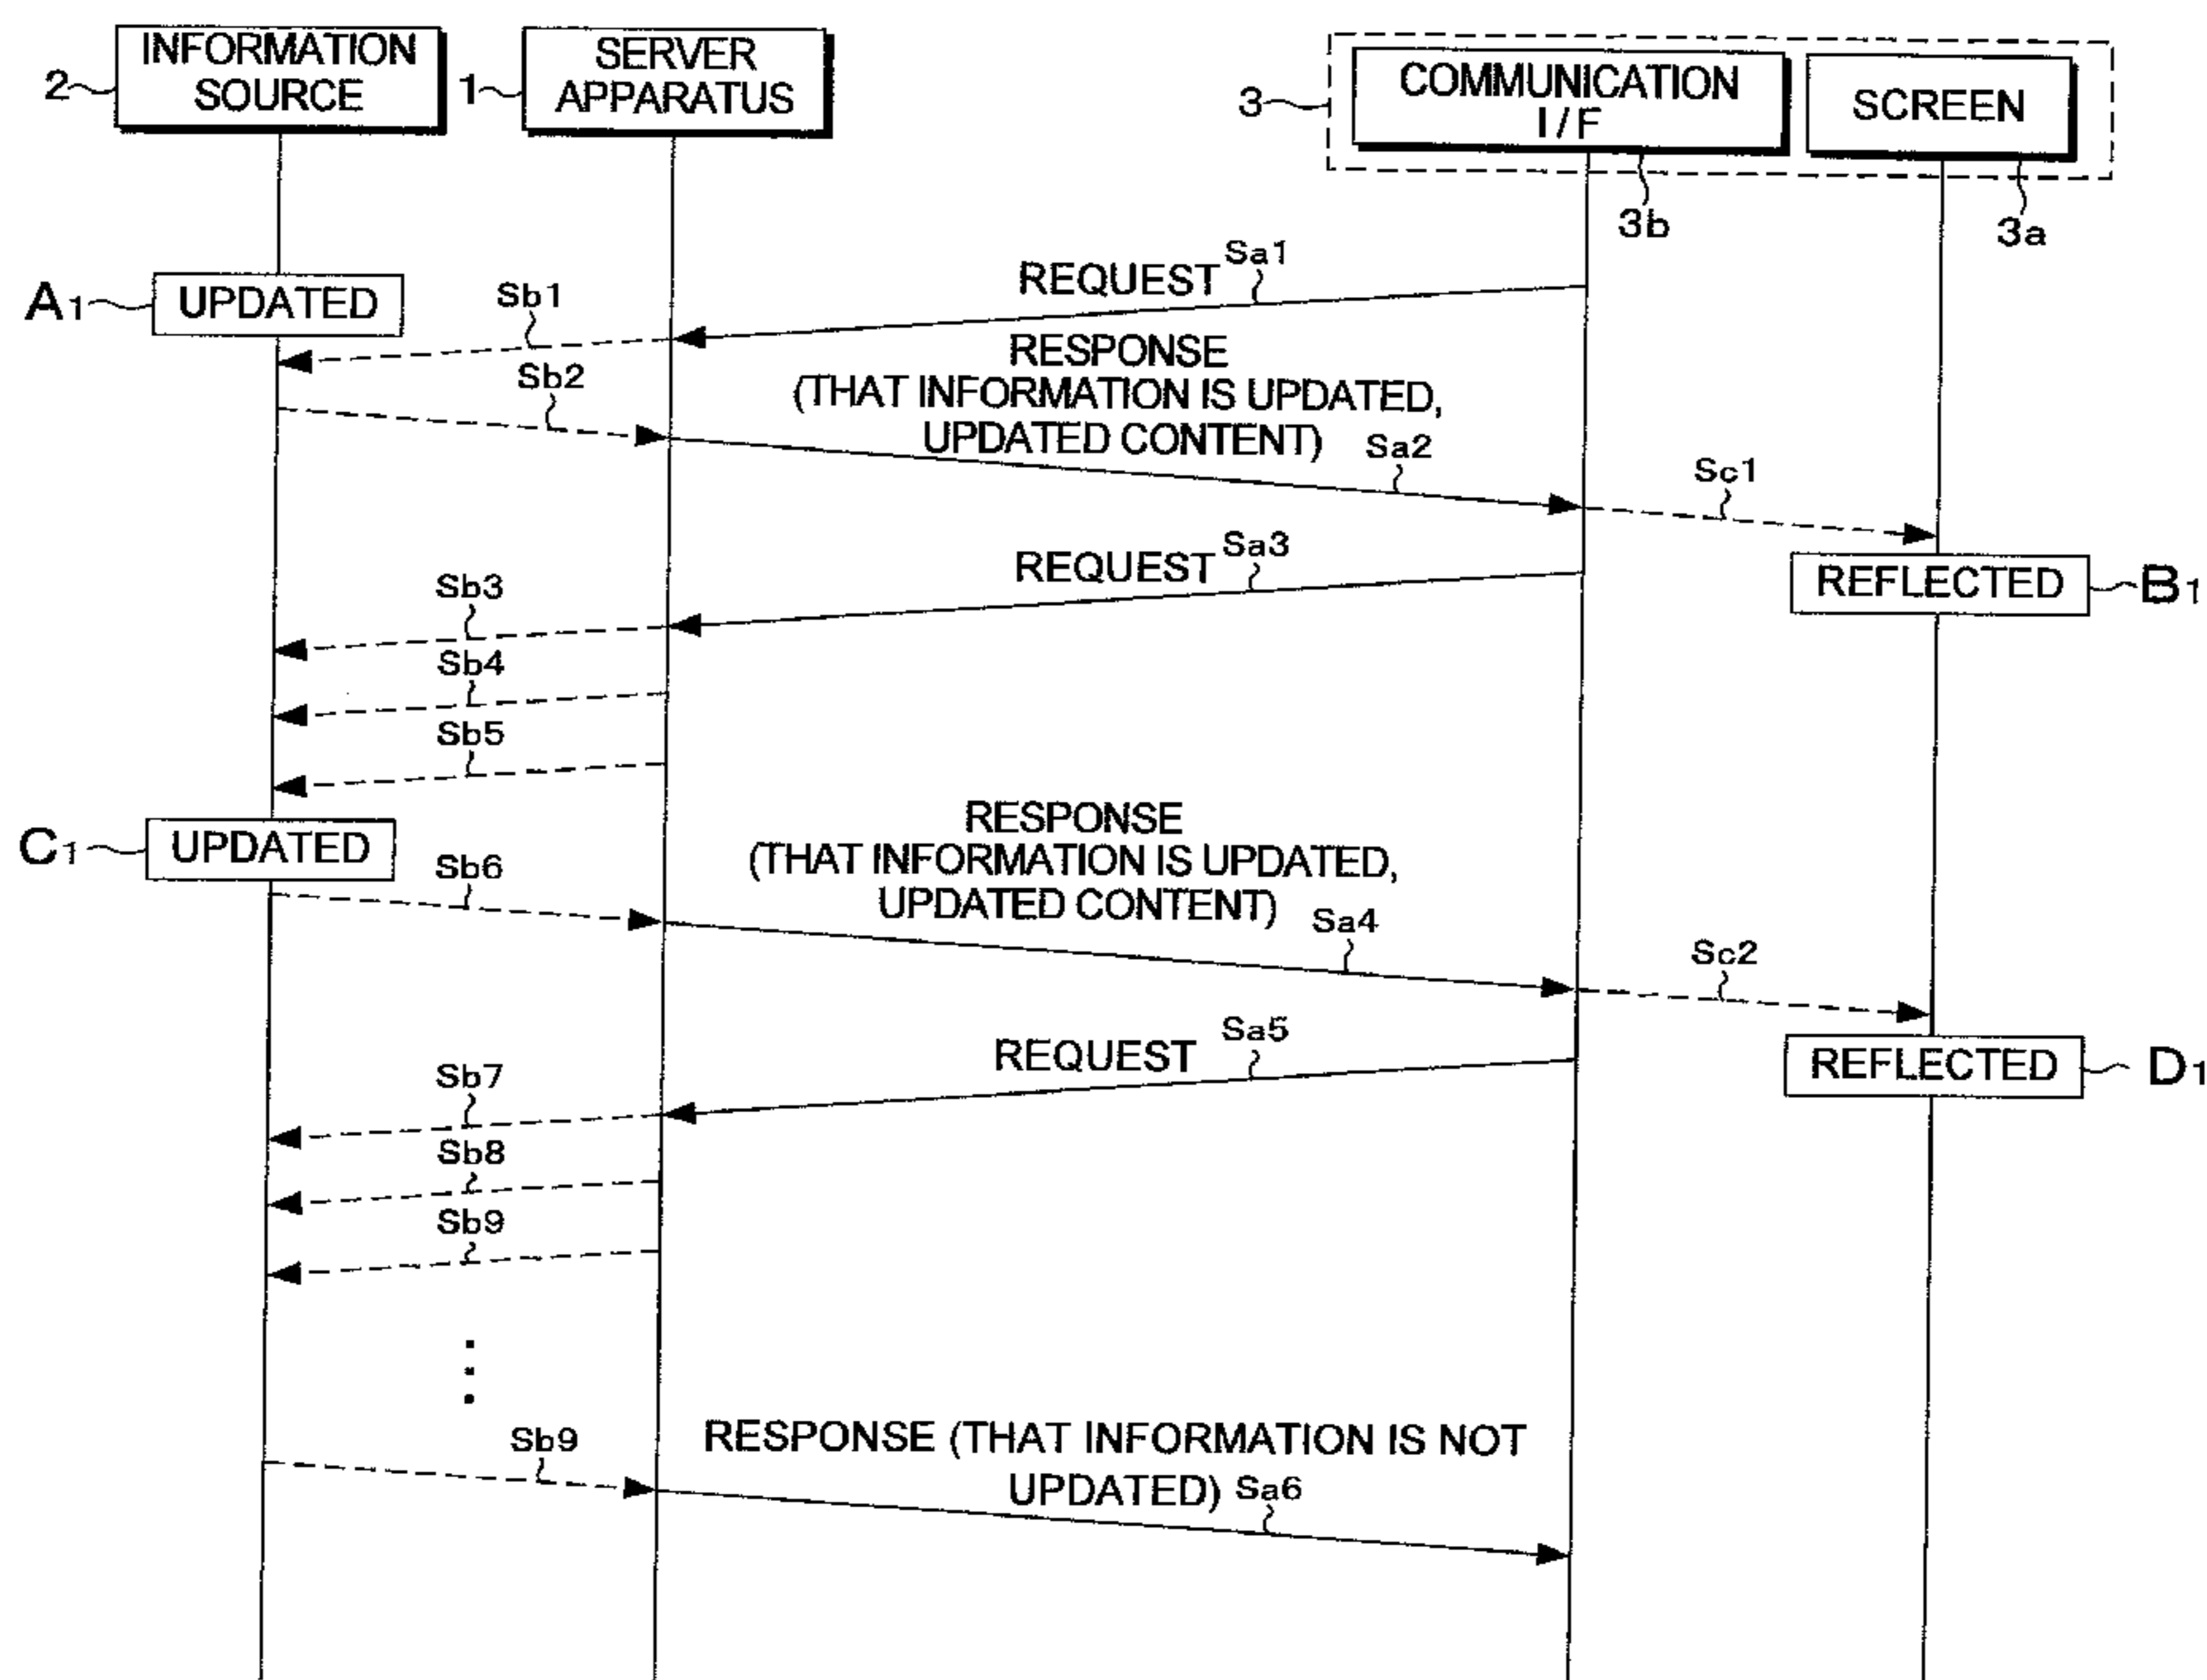 INFORMATION
SOURCE
2
SERVER
APPARATUS
1
COMMUNICATION
I/F
3
SCREEN
3b
3a
A1
UPDATED
Sb1
REQUEST
Sa1
Sb2
RESPONSE
(THAT INFORMATION IS UPDATED,
UPDATED CONTENT)
Sa2
Sc1
REQUEST
Sa3
Sb3
REFLECTED
B1
Sb4
Sb5
C1
UPDATED
Sb6
RESPONSE
(THAT INFORMATION IS UPDATED,
UPDATED CONTENT)
Sa4
Sc2
REQUEST
Sa5
REFLECTED
D1
Sb7
Sb8
Sb9
Sb9
RESPONSE (THAT INFORMATION IS NOT
UPDATED)
Sa6